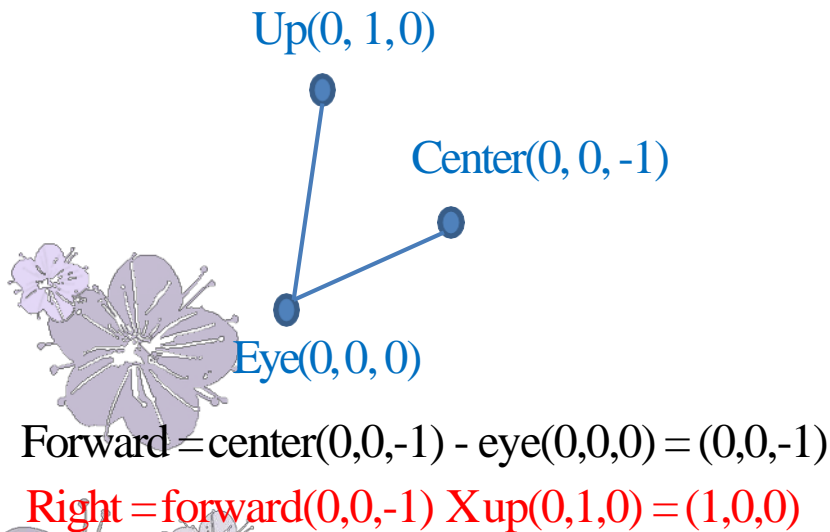 Up(0, 1,0)
Center(0, 0, -1)
Eye(0, 0, 0)
Forward = center(0,0,-1) - eye(0,0,0) = (0,0,-1)
Right = forward(0,0,-1) Xup(0,1,0) = (1,0,0)